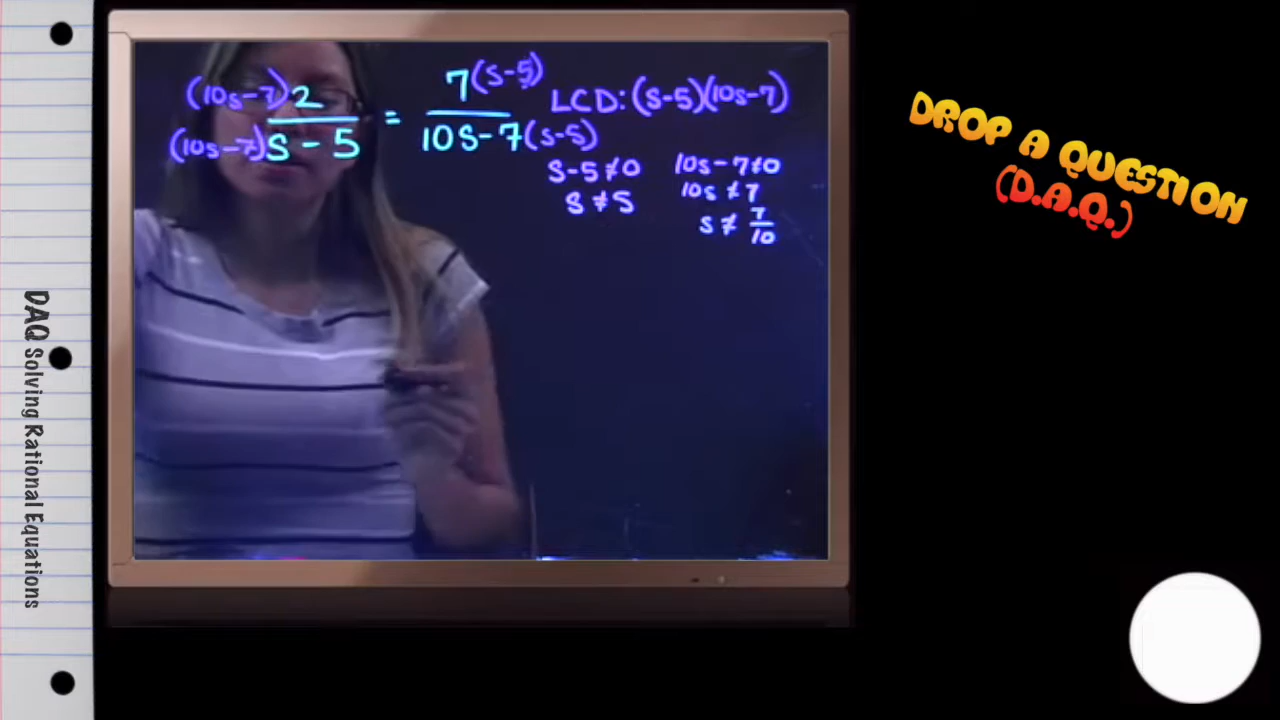 DAQ Solving Rational Equations
(10s-7)2 = 7(s-5)
(10s-7)s-5 10s-7(s-5)
LCD: (s-5)(10s-7)
s-5≠0 10s-7≠0
s≠5 10s≠7
s≠7/10
DROP A QUESTION
(D.A.Q.)